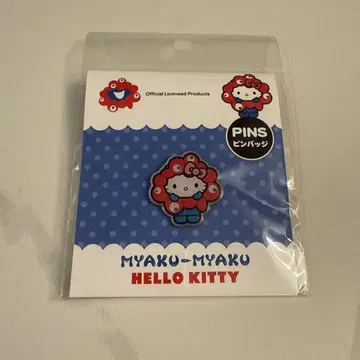 Official Licensed Products
PINS
ピンバッジ
MYAKU-MYAKU
HELLO KITTY